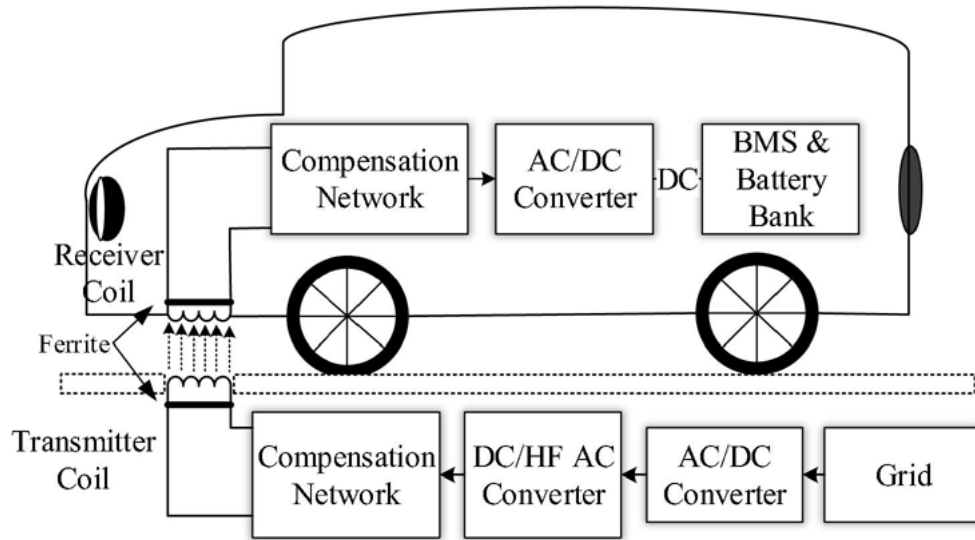 Compensation
Network
AC/DC
Converter
DC
BMS &
Battery
Bank
Receiver
Coil
Ferrite
Transmitter
Coil
Compensation
Network
DC/HF AC
Converter
AC/DC
Converter
Grid